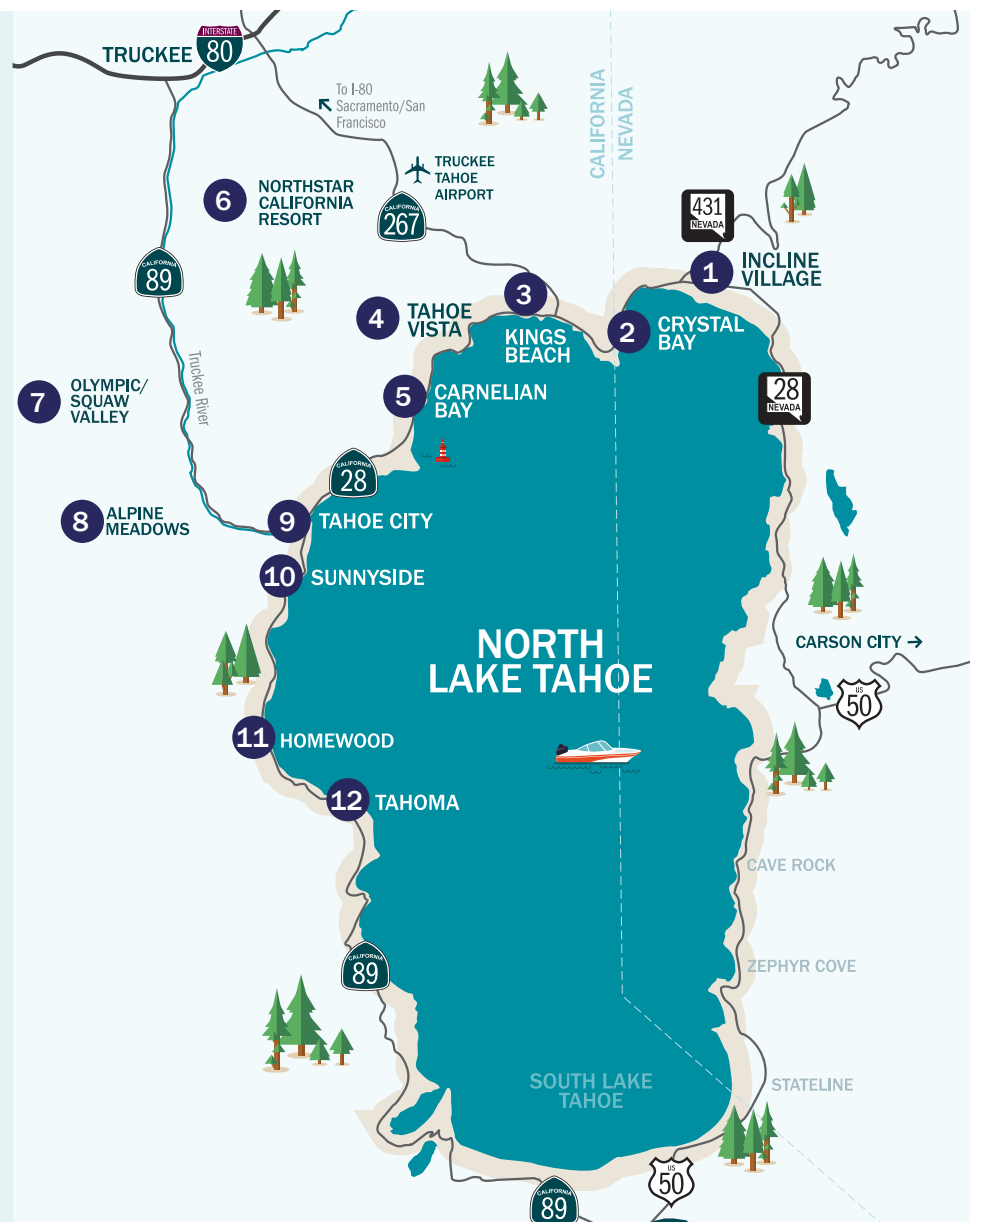 INTERSTATE
TRUCKEE
80
To I-80
Sacramento/San
Francisco
CALIFORNIA
NEVADA
TRUCKEE
TAHOE
AIRPORT
6
NORTHSTAR
CALIFORNIA
RESORT
CALIFORNIA
267
431
NEVADA
1
INCLINE
VILLAGE
CALIFORNIA
89
3
KINGS
BEACH
4
TAHOE
VISTA
2
CRYSTAL
BAY
Truckee River
7
OLYMPIC/
SQUAW
VALLEY
5
CARNELIAN
BAY
28
NEVADA
CALIFORNIA
28
8
ALPINE
MEADOWS
9
TAHOE CITY
10
SUNNYSIDE
NORTH
LAKE TAHOE
CARSON CITY
US
50
11
HOMEWOOD
12
TAHOMA
CAVE ROCK
CALIFORNIA
89
ZEPHYR COVE
SOUTH LAKE
TAHOE
STATELINE
US
50
CALIFORNIA
89